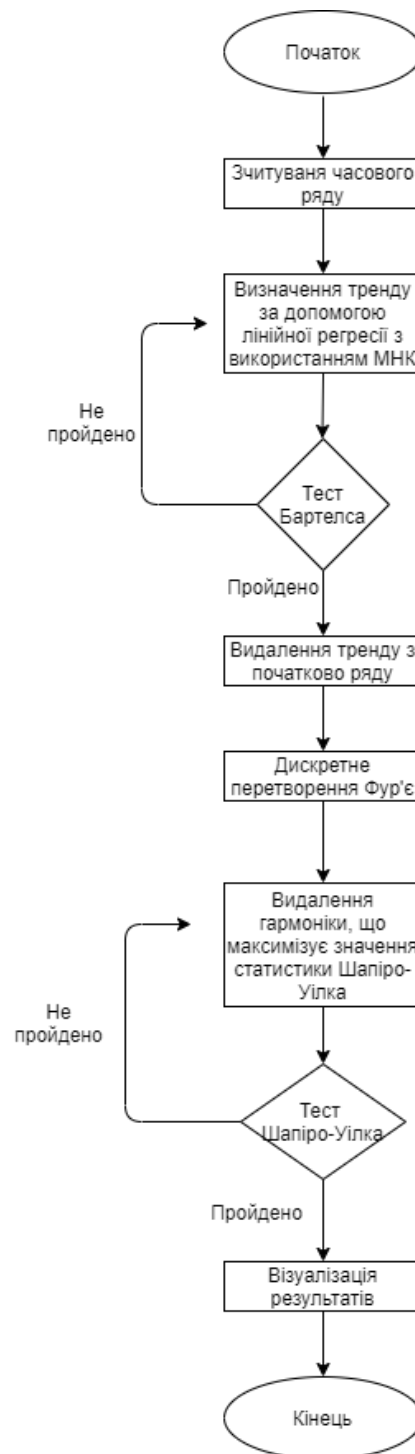 Початок
Зчитуваня часового
ряду
Визначення тренду
за допомогою
лінійної регресії з
використанням МНК
Не
пройдено
Тест
Бартелса
Пройдено
Видалення тренду з
початково ряду
Дискретне
перетворення Фур'є
Видалення
гармоніки, що
максимізує значення
статистики Шапіро-
Уілка
Не
пройдено
Тест
Шапіро-Уілка
Пройдено
Візуалізація
результатів
Кінець